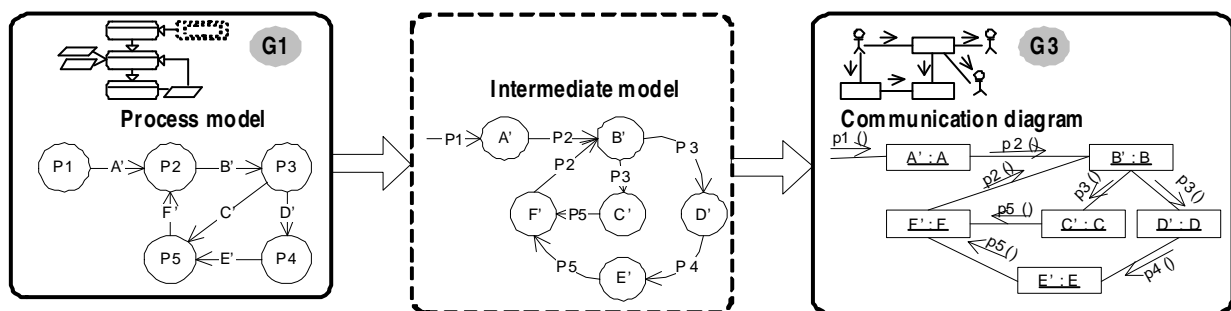 G1
Process model
P1
A'
P2
B'
P3
F'
C'
D'
P5
E'
P4
Intermediate model
P1
A'
P2
B'
P3
P2
P3
F'
P5
C'
D'
P5
P4
E'
G3
Communication diagram
p1 ()
A' : A
p2 ()
B' : B
p2 ()
p3 ()
p3 ()
F' : F
p5 ()
C' : C
D' : D
p5 ()
p4 ()
E' : E